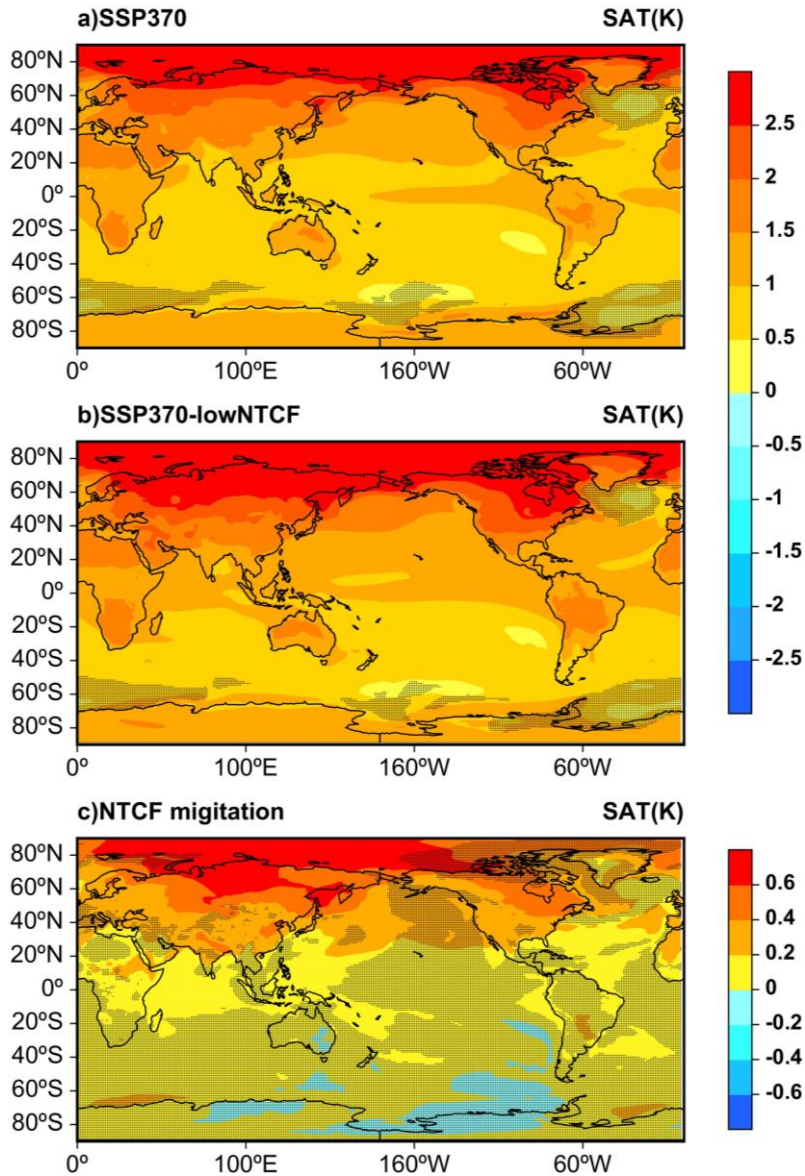 a)SSP370 SAT(K)
80ºN
60ºN
40ºN
20ºN
0º
20ºS
40ºS
60ºS
80ºS
0º 100ºE 160ºW 60ºW
2.5
2
1.5
1
0.5
0
-0.5
-1
-1.5
-2
-2.5
b)SSP370-lowNTCF SAT(K)
80ºN
60ºN
40ºN
20ºN
0º
20ºS
40ºS
60ºS
80ºS
0º 100ºE 160ºW 60ºW
c)NTCF migitation SAT(K)
80ºN
60ºN
40ºN
20ºN
0º
20ºS
40ºS
60ºS
80ºS
0º 100ºE 160ºW 60ºW
0.6
0.4
0.2
0
-0.2
-0.4
-0.6